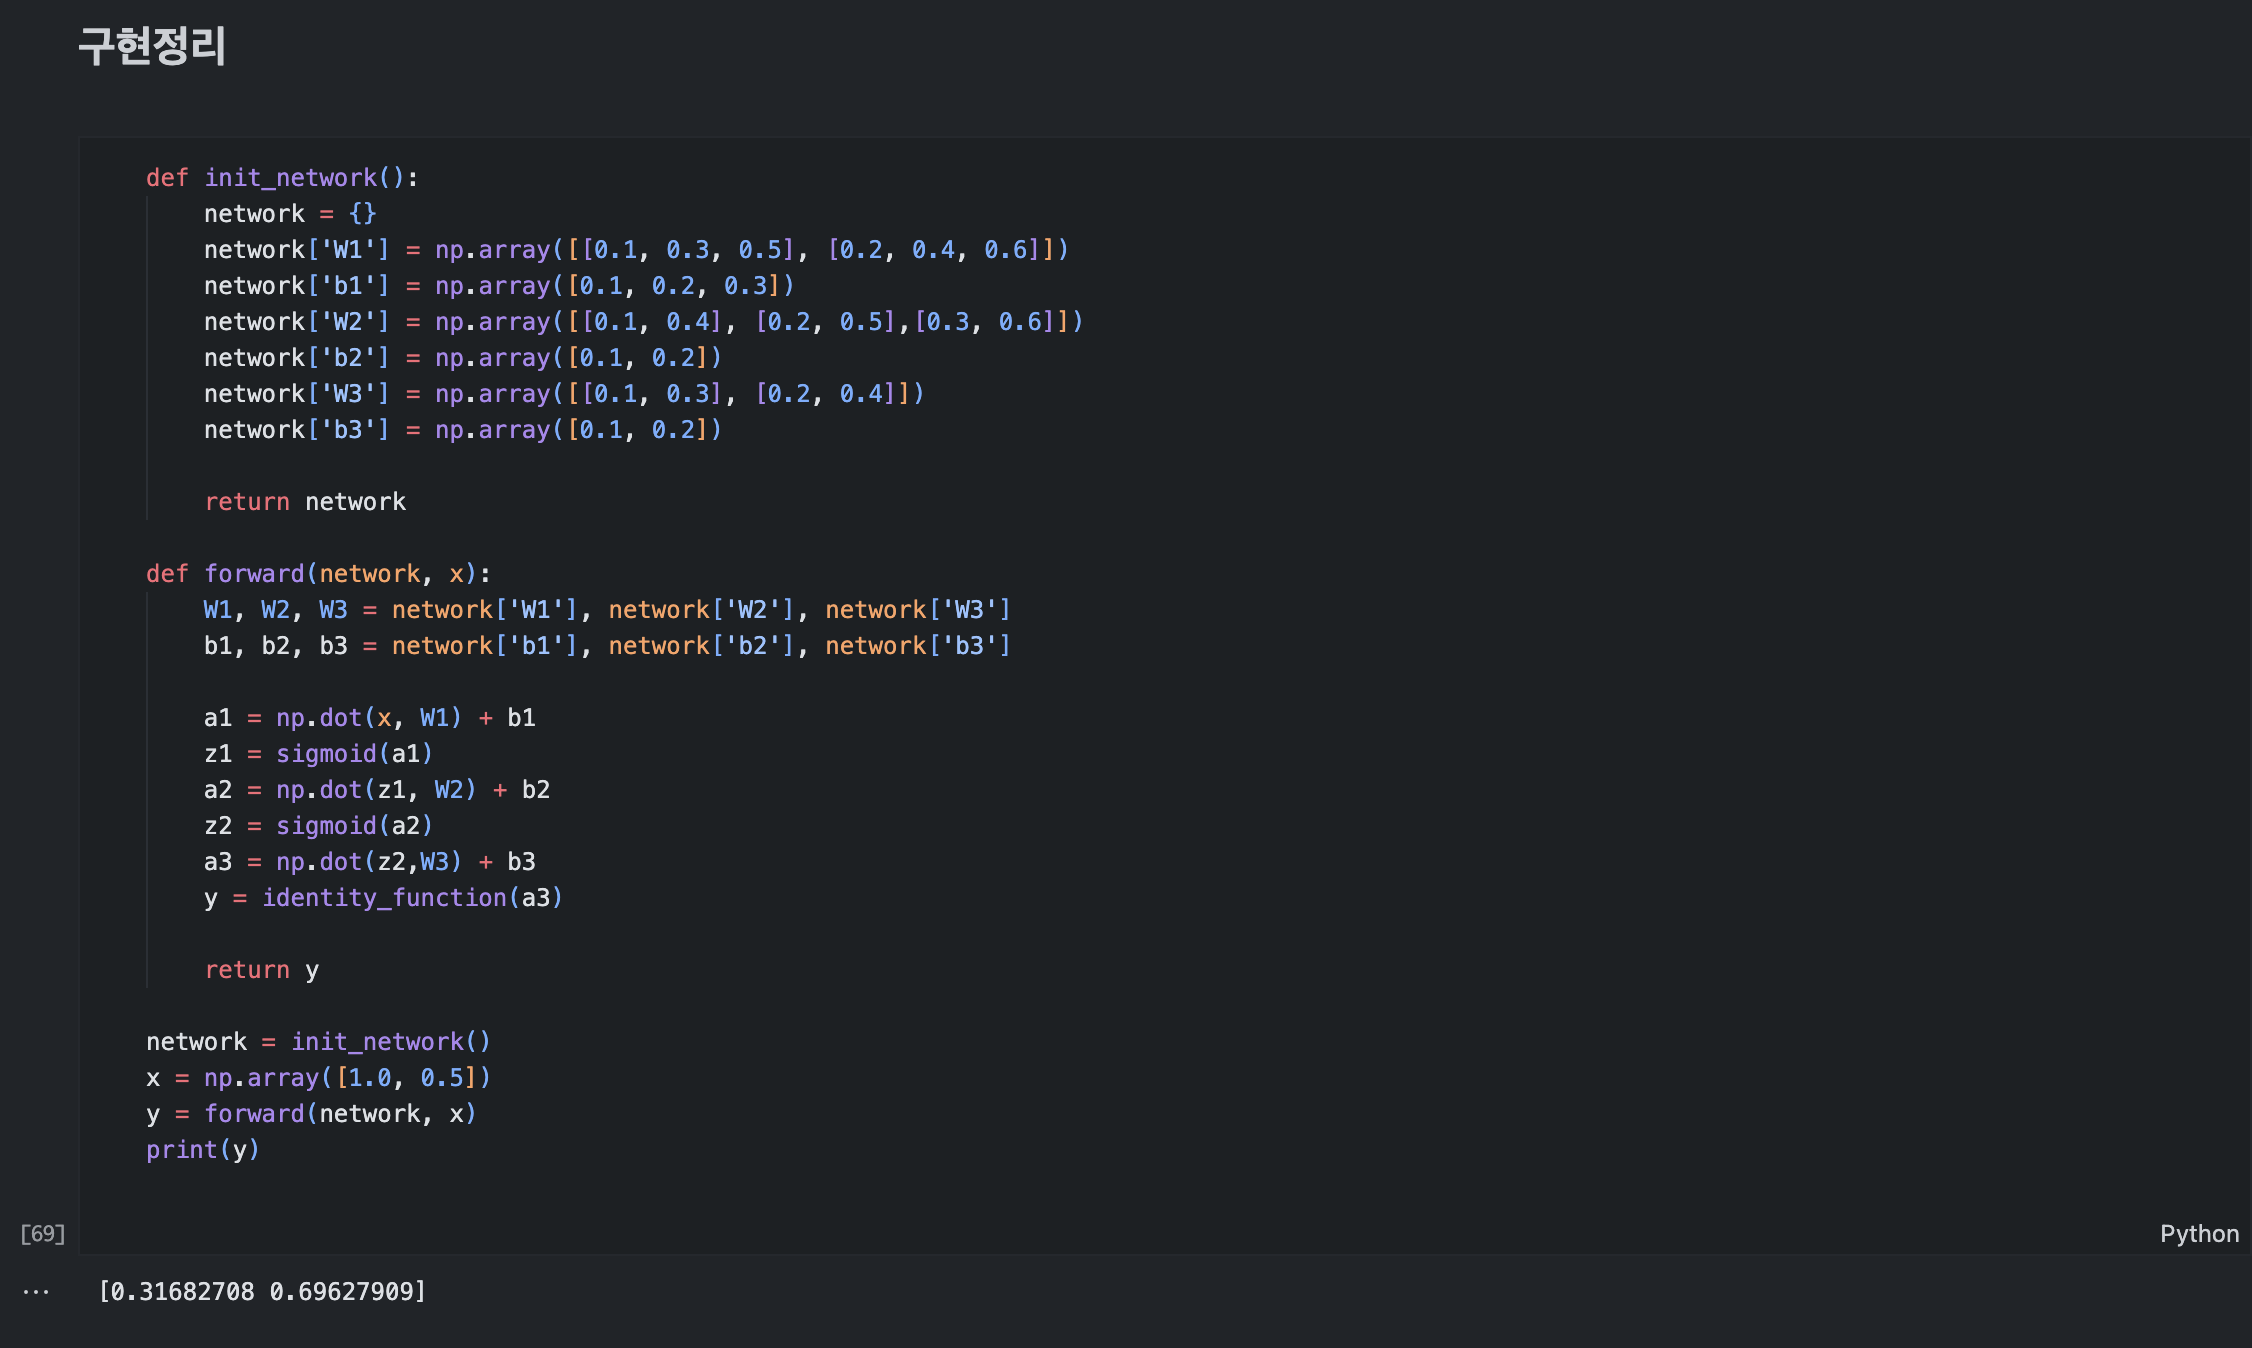 구현정리
def init_network():
network = {}
network['W1'] = np.array([[0.1, 0.3, 0.5], [0.2, 0.4, 0.6]])
network['b1'] = np.array([0.1, 0.2, 0.3])
network['W2'] = np.array([[0.1, 0.4], [0.2, 0.5],[0.3, 0.6]])
network['b2'] = np.array([0.1, 0.2])
network['W3'] = np.array([[0.1, 0.3], [0.2, 0.4]])
network['b3'] = np.array([0.1, 0.2])
return network
def forward(network, x):
W1, W2, W3 = network['W1'], network['W2'], network['W3']
b1, b2, b3 = network['b1'], network['b2'], network['b3']
a1 = np.dot(x, W1) + b1
z1 = sigmoid(a1)
a2 = np.dot(z1, W2) + b2
z2 = sigmoid(a2)
a3 = np.dot(z2,W3) + b3
y = identity_function(a3)
return y
network = init_network()
x = np.array([1.0, 0.5])
y = forward(network, x)
print(y)
[69]
Python
... [0.31682708 0.69627909]